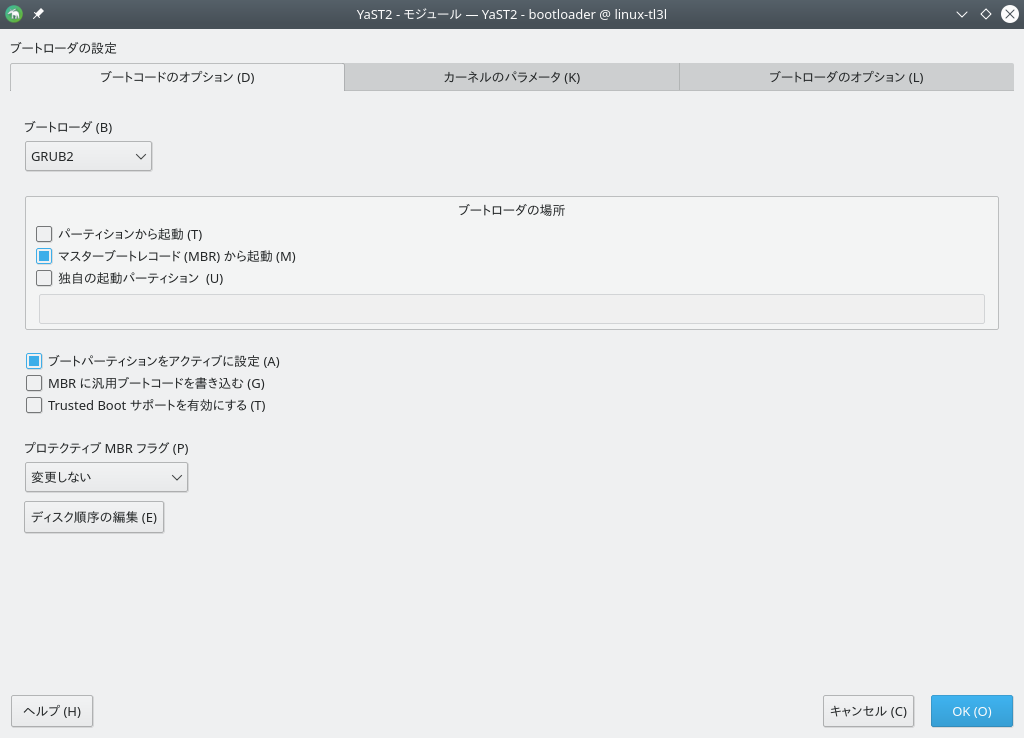 YaST2 - モジュール — YaST2 - bootloader @ linux-tl3l
ブートローダの設定
ブートコードのオプション (D) カーネルのパラメータ (K) ブートローダのオプション (L)
ブートローダ (B)
GRUB2
ブートローダの場所
パーティションから起動 (T)
マスターブートレコード (MBR) から起動 (M)
独自の起動パーティション (U)
ブートパーティションをアクティブに設定 (A)
MBR に汎用ブートコードを書き込む (G)
Trusted Boot サポートを有効にする (T)
プロテクティブ MBR フラグ (P)
変更しない
ディスク順序の編集 (E)
ヘルプ (H) キャンセル (C) OK (O)